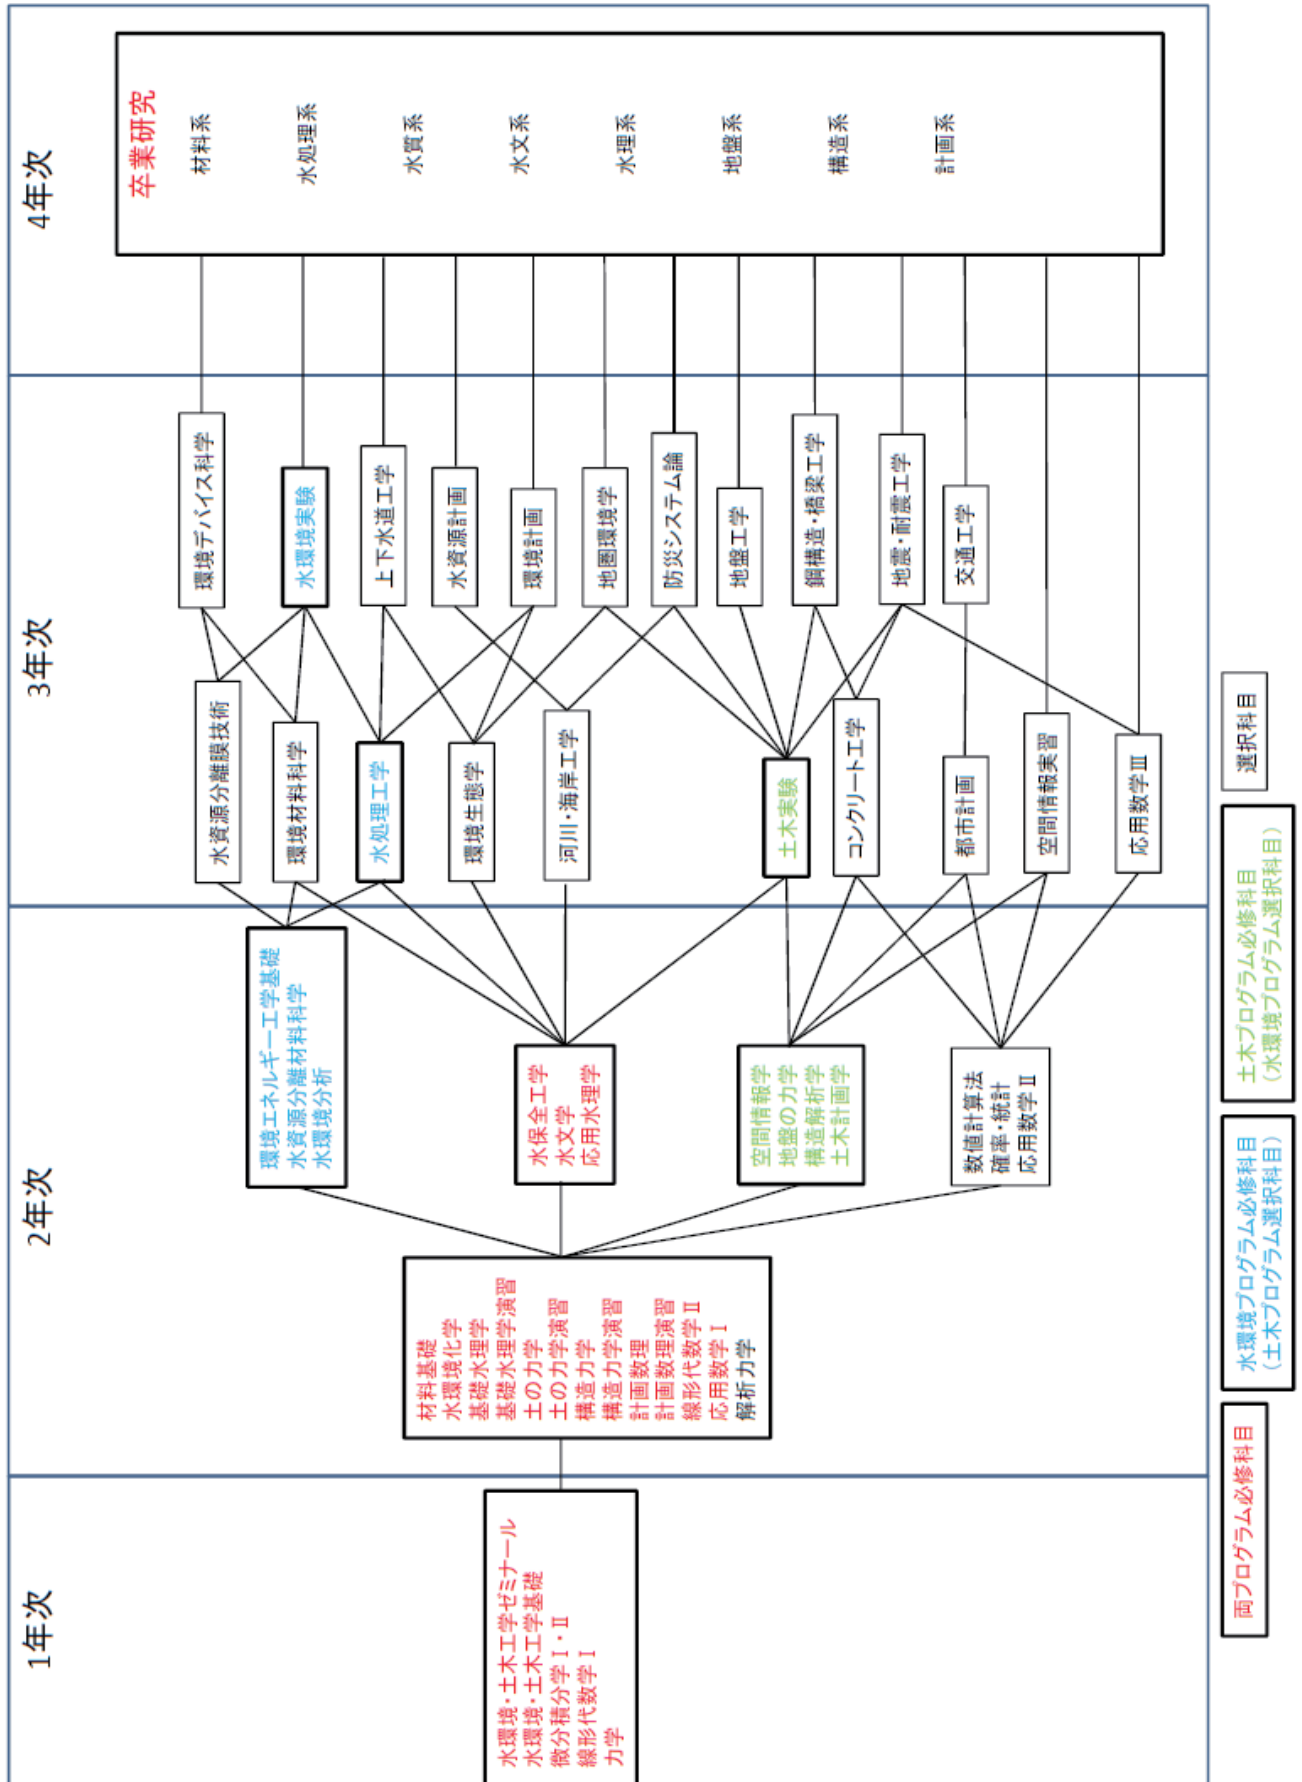 1年次
2年次
3年次
4年次
水環境・土木工学ゼミナール
水環境・土木工学基礎
微分積分学Ⅰ・Ⅱ
線形代数学Ⅰ
力学
材料基礎
水環境化学
基礎水理学
基礎水理学演習
土の力学
土の力学演習
構造力学
構造力学演習
計画数理
計画数理演習
線形代数学Ⅱ
応用数学Ⅰ
解析力学
環境エネルギー工学基礎
水資源分離材料科学
水環境分析
水保全工学
水文学
応用水理学
空間情報学
地盤の力学
構造解析学
土木計画学
数値計算法
確率・統計
応用数学Ⅱ
水資源分離膜技術
環境材料科学
水処理工学
環境生態学
河川・海岸工学
土木実験
コンクリート工学
都市計画
空間情報実習
応用数学Ⅲ
環境デバイス科学
水環境実験
上下水道工学
水資源計画
環境計画
地圏環境学
防災システム論
地盤工学
鋼構造・橋梁工学
地震・耐震工学
交通工学
卒業研究
材料系
水処理系
水質系
水文系
水理系
地盤系
構造系
計画系
両プログラム必修科目
水環境プログラム必修科目
（土木プログラム選択科目）
土木プログラム必修科目
（水環境プログラム選択科目）
選択科目